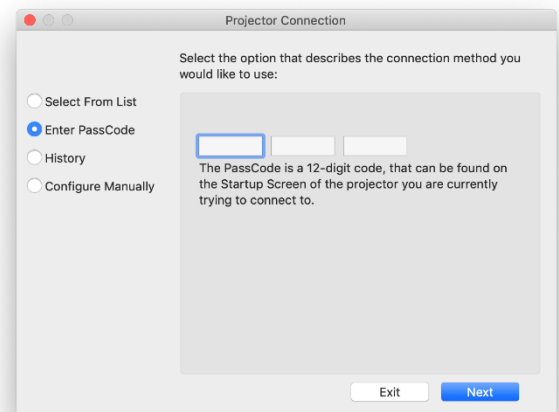 Projector Connection
Select the option that describes the connection method you
would like to use:
Select From List
Enter PassCode
History
Configure Manually
The PassCode is a 12-digit code, that can be found on
the Startup Screen of the projector you are currently
trying to connect to.
Exit
Next